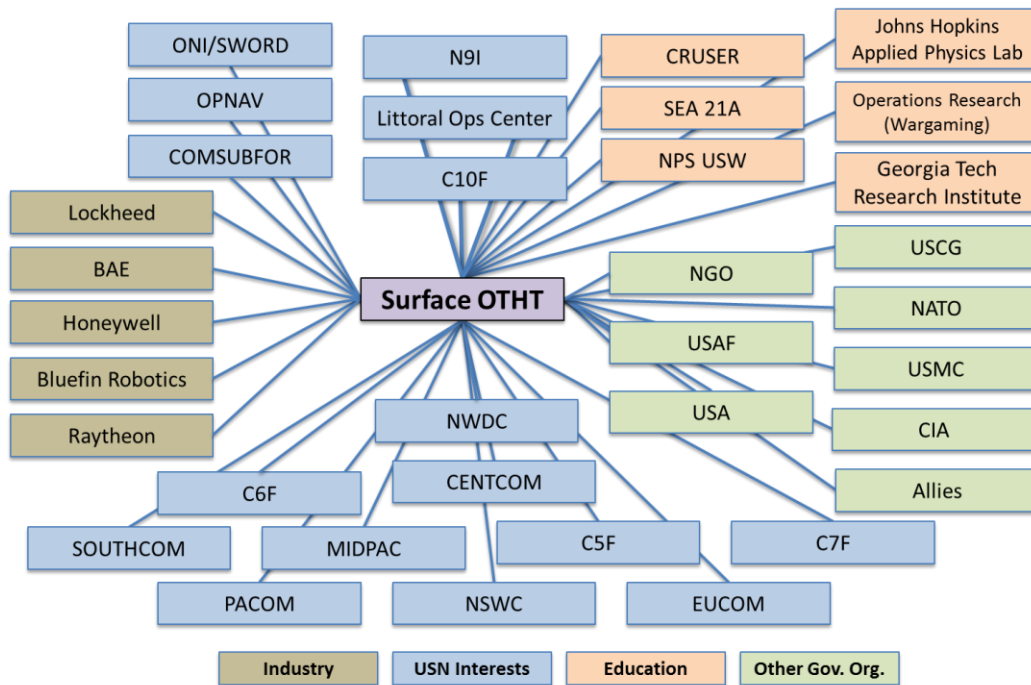 ONI/SWORD
OPNAV
COMSUBFOR
N9I
Littoral Ops Center
C10F
CRUSER
SEA 21A
NPS USW
Johns Hopkins
Applied Physics Lab
Operations Research
(Wargaming)
Georgia Tech
Research Institute
Lockheed
BAE
Honeywell
Bluefin Robotics
Raytheon
Surface OTHT
NGO
USAF
USA
USCG
NATO
USMC
CIA
Allies
NWDC
CENTCOM
C6F
SOUTHCOM
MIDPAC
C5F
C7F
PACOM
NSWC
EUCOM
Industry
USN Interests
Education
Other Gov. Org.